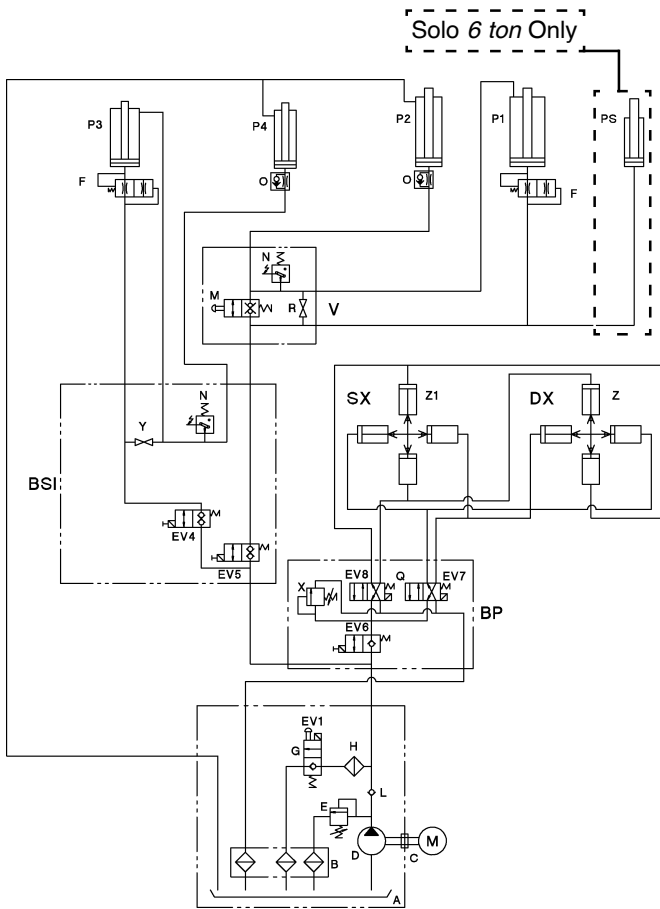 Solo 6 ton Only
P3
P4
P2
P1
PS
F
O
O
F
N
M
R
V
SX
Z1
DX
Z
N
Y
BSI
EV4
EV5
EV8
Q
EV7
X
BP
EV6
EV1
G
H
L
E
D
C
M
B
A